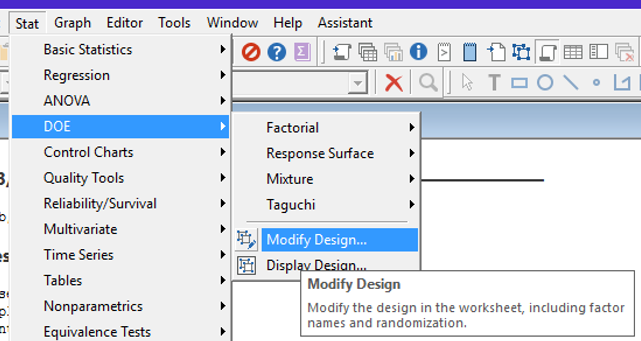 Stat Graph Editor Tools Window Help Assistant
Basic Statistics
Regression
ANOVA
DOE
Control Charts
Quality Tools
Reliability/Survival
Multivariate
Time Series
Tables
Nonparametrics
Equivalence Tests
Factorial
Response Surface
Mixture
Taguchi
Modify Design...
Display Design...
Modify Design
Modify the design in the worksheet, including factor
names and randomization.